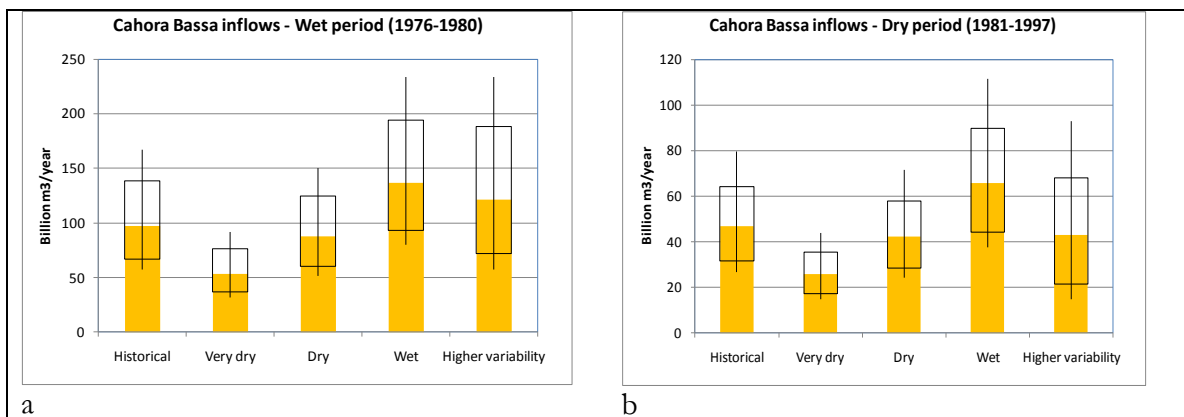 Cahora Bassa inflows - Wet period (1976-1980)
Billion m3/year
250
200
150
100
50
0
Historical Very dry Dry Wet Higher variability
a
Cahora Bassa inflows - Dry period (1981-1997)
Billion m3/year
120
100
80
60
40
20
0
Historical Very dry Dry Wet Higher variability
b